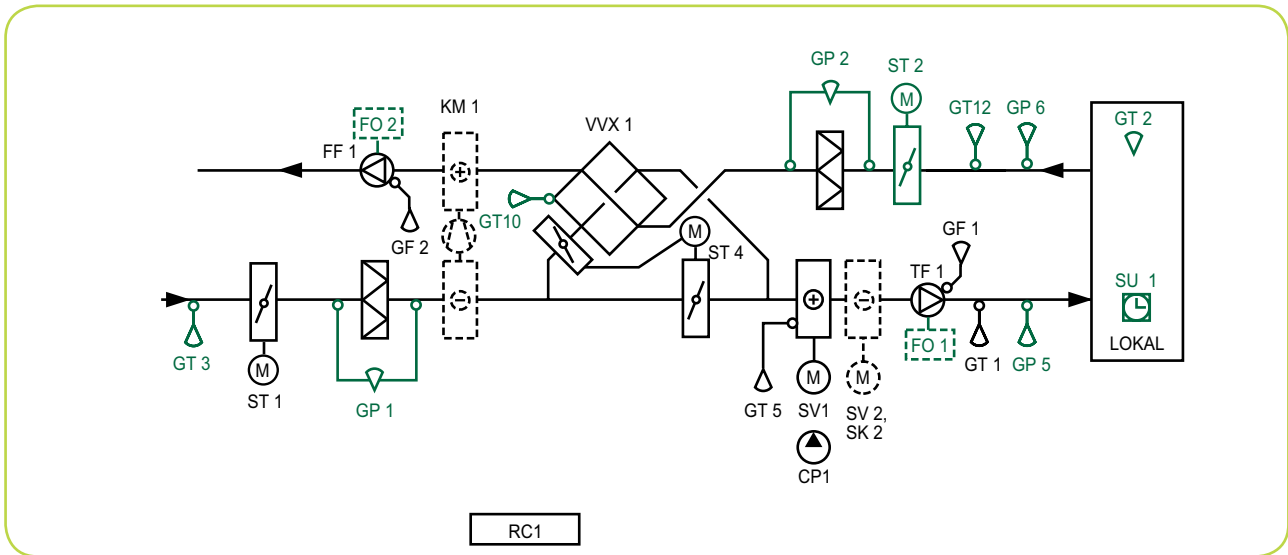 GP 2
ST 2
M
KM 1
FO 2
FF 1
VVX 1
GT12
GP 6
GT 2
GT10
GF 2
M
ST 4
GF 1
TF 1
SU 1
LOKAL
GT 3
M
ST 1
GP 1
GT 5
M
SV1
M
SV 2,
SK 2
FO 1
GT 1
GP 5
CP1
RC1